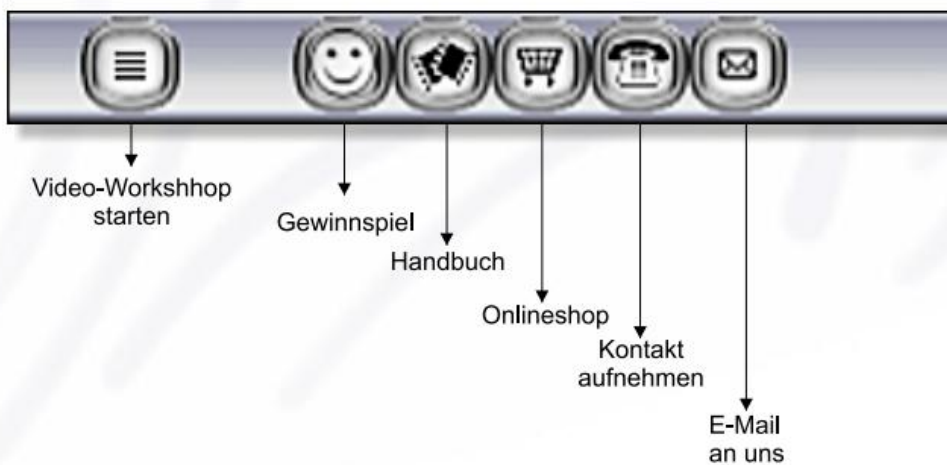 Video-Workshhop
starten
Gewinnspiel
Handbuch
Onlineshop
Kontakt
aufnehmen
E-Mail
an uns